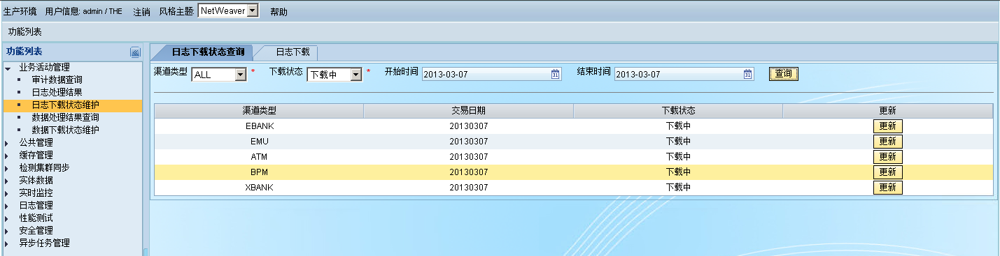 生产环境 用户信息: admin / THE 注销 风格主题: NetWeaver 帮助
功能列表
功能列表
业务活动管理
审计数据查询
日志处理结果
日志下载状态维护
数据处理结果查询
数据下载状态维护
公共管理
缓存管理
检测集群同步
实体数据
实时监控
日志管理
性能测试
安全管理
异步任务管理
日志下载状态查询 日志下载
渠道类型 ALL * 下载状态 下载中 * 开始时间 2013-03-07 31 结束时间 2013-03-07 31 查询
渠道类型 交易日期 下载状态 更新
EBANK 20130307 下载中 更新
EMU 20130307 下载中 更新
ATM 20130307 下载中 更新
BPM 20130307 下载中 更新
XBANK 20130307 下载中 更新